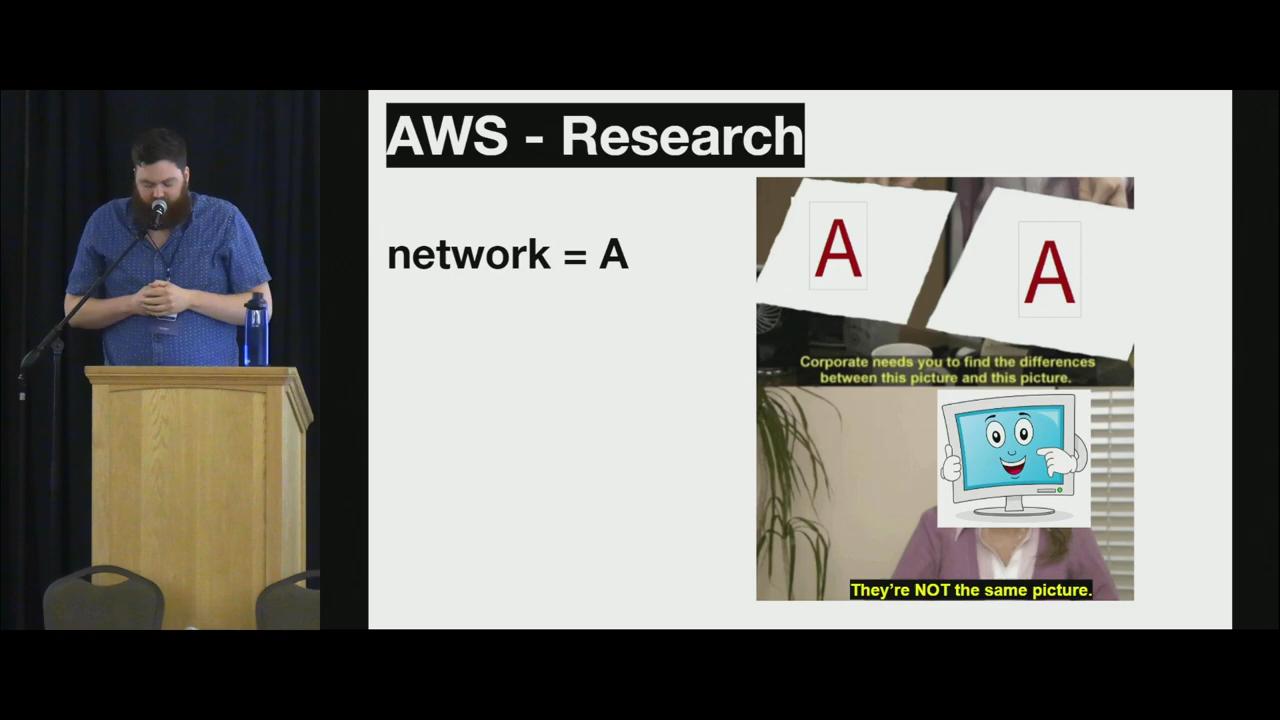 AWS - Research
network = A
A
A
Corporate needs you to find the differences
between this picture and this picture.
They’re NOT the same picture.